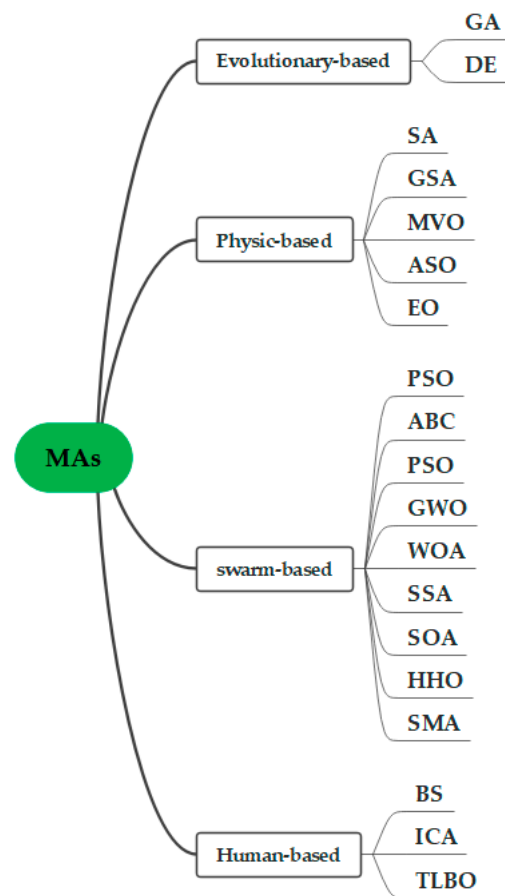 MAs
Evolutionary-based
GA
DE
Physic-based
SA
GSA
MVO
ASO
EO
swarm-based
PSO
ABC
PSO
GWO
WOA
SSA
SOA
HHO
SMA
Human-based
BS
ICA
TLBO